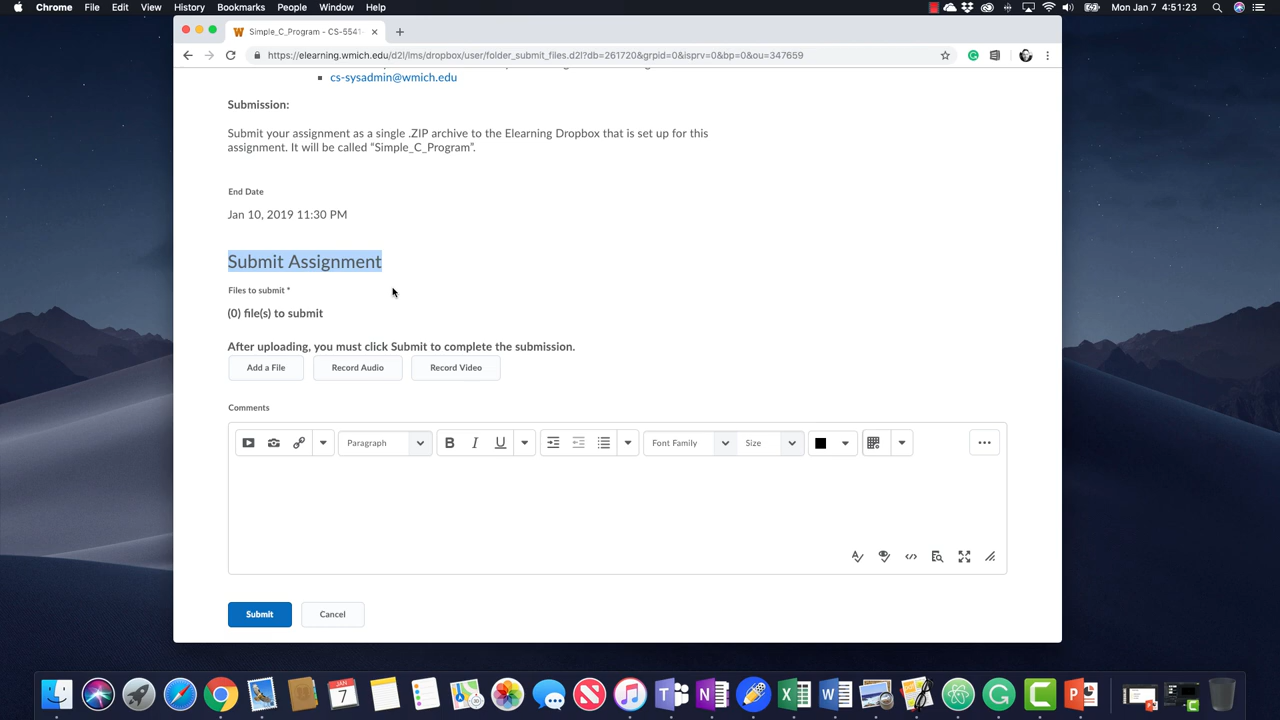 Chrome File Edit View History Bookmarks People Window Help
Mon Jan 7 4:51:23
Simple_C_Program - CS-5541
https://elearning.wmich.edu/d2l/lms/dropbox/user/folder_submit_files.d2l?db=261720&grpid=0&isprv=0&bp=0&ou=347659
cs-sysadmin@wmich.edu
Submission:
Submit your assignment as a single .ZIP archive to the Elearning Dropbox that is set up for this
assignment. It will be called “Simple_C_Program”.
End Date
Jan 10, 2019 11:30 PM
Submit Assignment
Files to submit *
(0) file(s) to submit
After uploading, you must click Submit to complete the submission.
Add a File Record Audio Record Video
Comments
Paragraph B I U Font Family Size
Submit Cancel